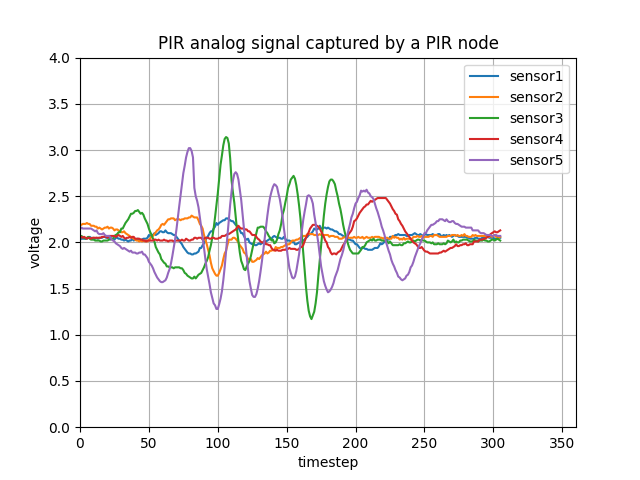 PIR analog signal captured by a PIR node
4.0
3.5
3.0
2.5
2.0
1.5
1.0
0.5
0.0
voltage
sensor1
sensor2
sensor3
sensor4
sensor5
0 50 100 150 200 250 300 350
timestep